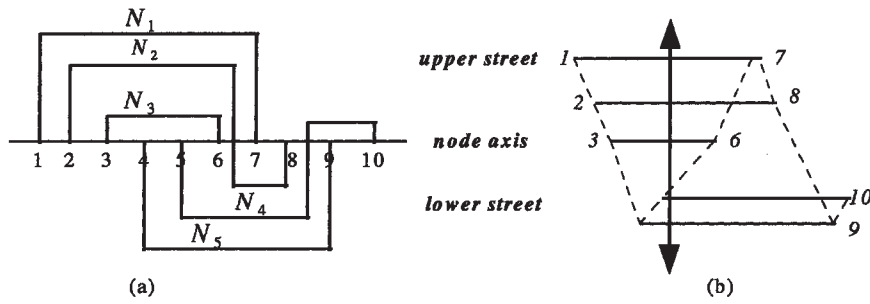 N1
N2
N3
1 2 3 4 5 6 7 8 9 10
N4
N5
(a)
upper street
node axis
lower street
1 7
2 8
3 6
10
9
(b)